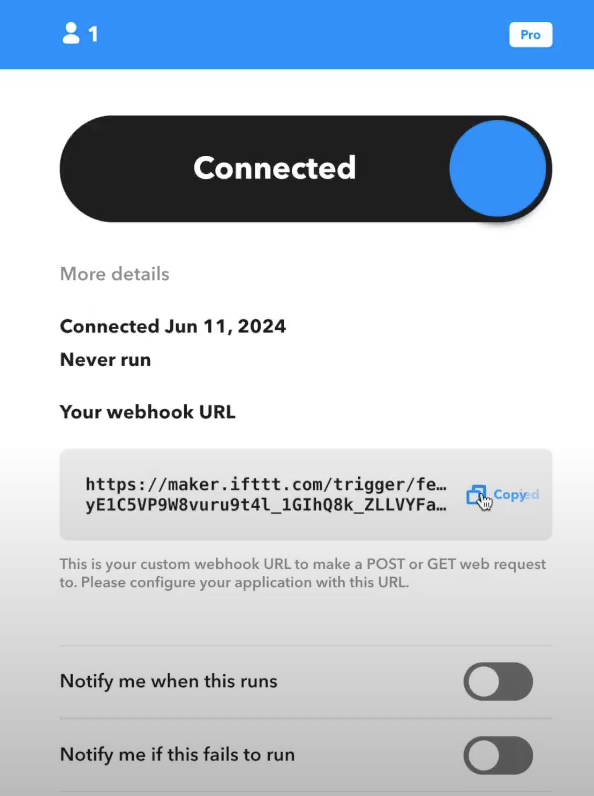 1
Pro
Connected
More details
Connected Jun 11, 2024
Never run
Your webhook URL
https://maker.ifttt.com/trigger/fe…
yE1C5VP9W8vuru9t4l_1GIhQ8k_ZLLVYFa…
Copied
This is your custom webhook URL to make a POST or GET web request
to. Please configure your application with this URL.
Notify me when this runs
Notify me if this fails to run